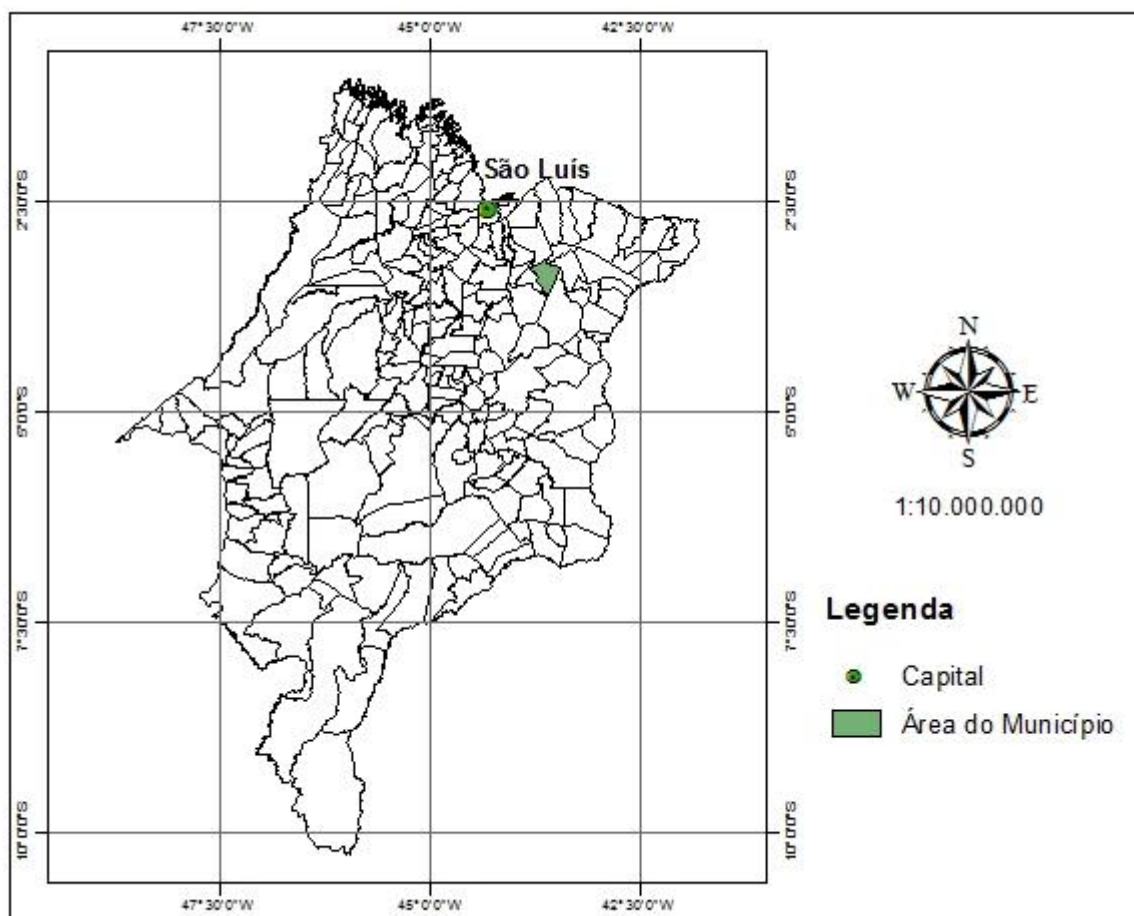 47°30'0"W 45°0'0"W 42°30'0"W
São Luís
2°30'0"S 2°30'0"S
N
W E
S
5°0'0"S 5°0'0"S
1:10.000.000
Legenda
Capital
Área do Município
7°30'0"S 7°30'0"S
10°0'0"S 10°0'0"S
47°30'0"W 45°0'0"W 42°30'0"W